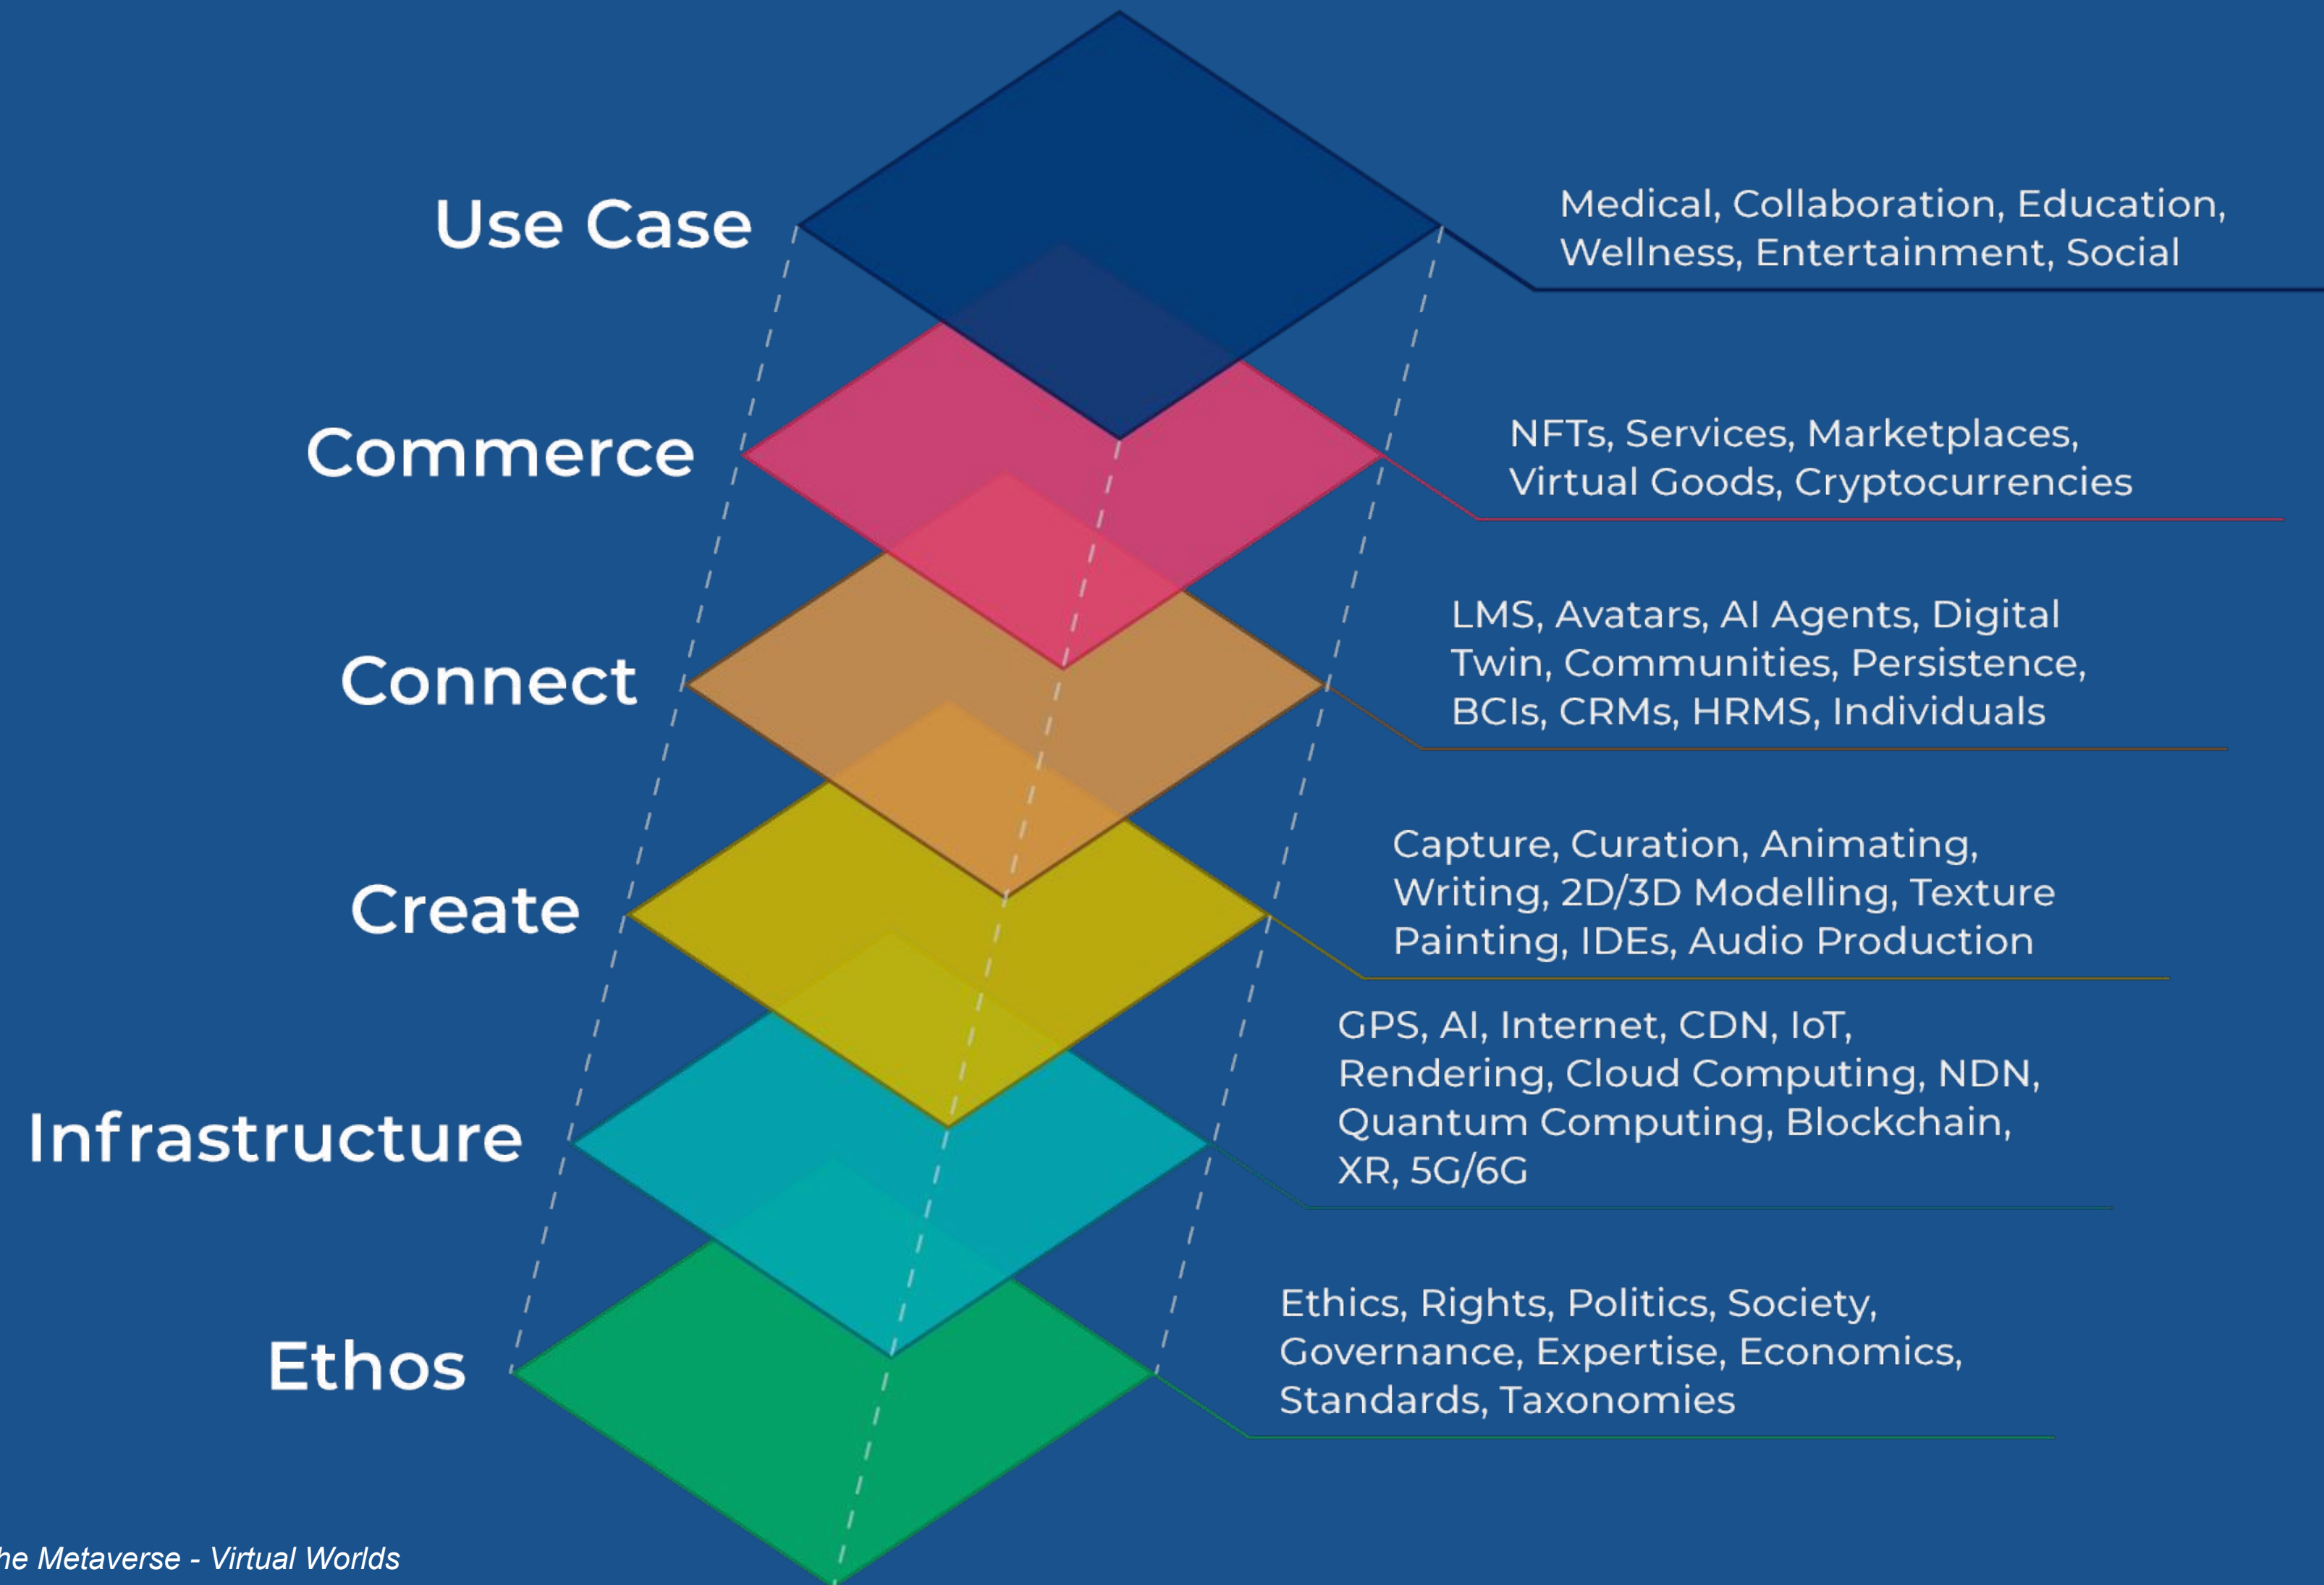 Use Case
Medical, Collaboration, Education,
Wellness, Entertainment, Social
Commerce
NFTs, Services, Marketplaces,
Virtual Goods, Cryptocurrencies
Connect
LMS, Avatars, AI Agents, Digital
Twin, Communities, Persistence,
BCIs, CRMs, HRMS, Individuals
Create
Capture, Curation, Animating,
Writing, 2D/3D Modelling, Texture
Painting, IDEs, Audio Production
Infrastructure
GPS, AI, Internet, CDN, IoT,
Rendering, Cloud Computing, NDN,
Quantum Computing, Blockchain,
XR, 5G/6G
Ethos
Ethics, Rights, Politics, Society,
Governance, Expertise, Economics,
Standards, Taxonomies
Metaverse - Virtual Worlds